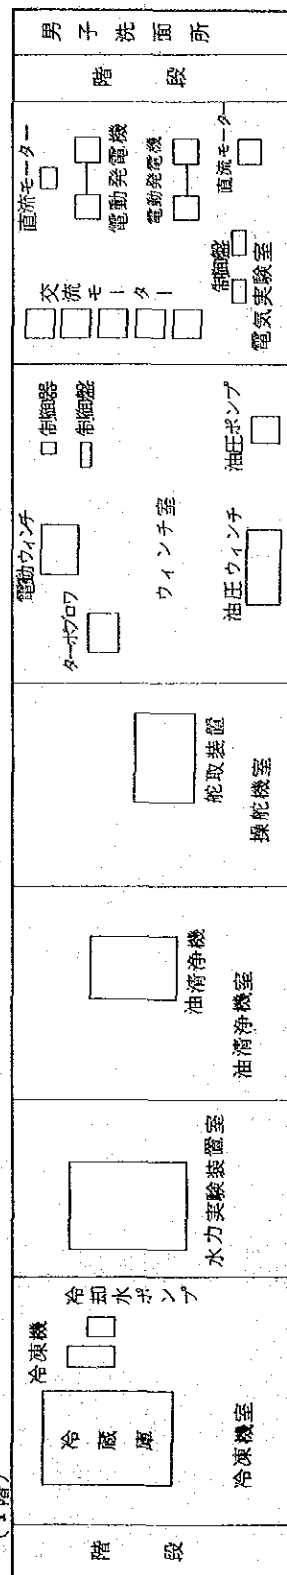 (1階)
階段
冷蔵庫
冷凍機
冷却水ポンプ
冷凍機室
水力実験装置室
油清浄機
油清浄機室
舵取装置
操舵機室
電動ウィンチ
ターボブロワ
制御器
制御盤
ウィンチ室
油圧ウィンチ
油圧ポンプ
交流モーター
直流モーター
電動発電機
電動発電機
直流モーター
制御盤
電気実験室
階段
男子洗面所